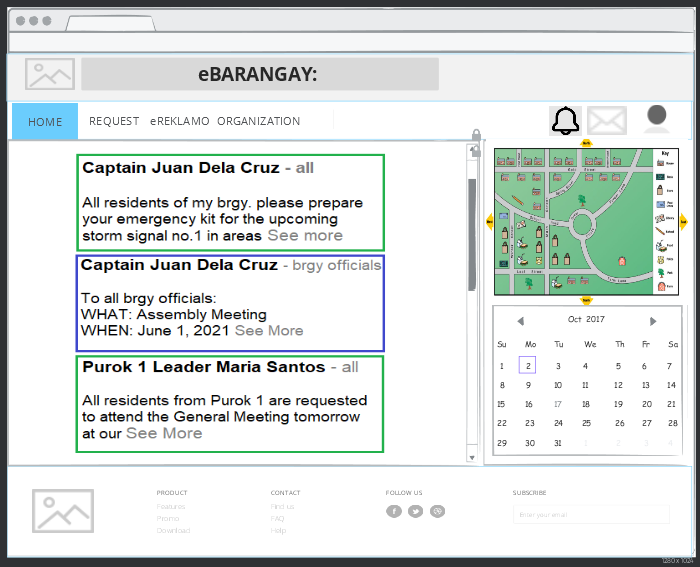 eBARANGAY:
HOME REQUEST eREKLAMO ORGANIZATION
Captain Juan Dela Cruz - all
All residents of my brgy. please prepare
your emergency kit for the upcoming
storm signal no.1 in areas See more
Captain Juan Dela Cruz - brgy officials
To all brgy officials:
WHAT: Assembly Meeting
WHEN: June 1, 2021 See More
Purok 1 Leader Maria Santos - all
All residents from Purok 1 are requested
to attend the General Meeting tomorrow
at our See More
Key
Oct 2017
Su Mo Tu We Thu Fri Sa
1 2 3 4 5 6 7
8 9 10 11 12 13 14
15 16 17 18 19 20 21
22 23 24 25 26 27 28
29 30 31 1 2 3 4
PRODUCT
Features
Promo
Download
CONTACT
Find us
FAQ
Help
FOLLOW US
SUBSCRIBE
Enter your email
1280 x 1024